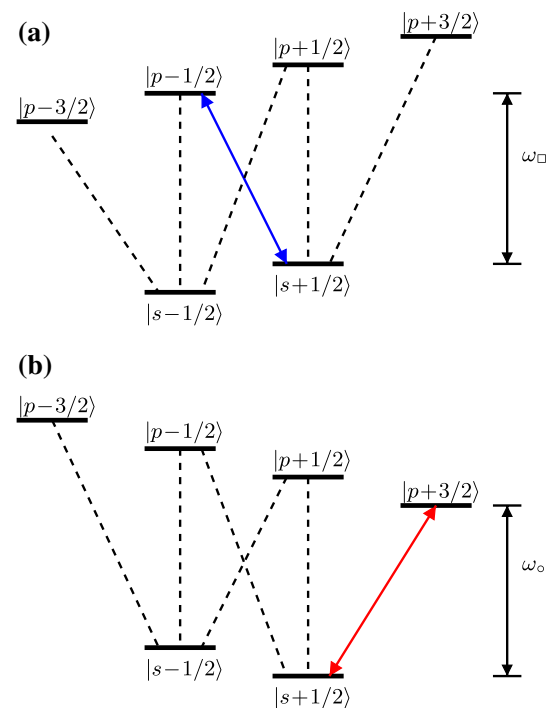 (a)
|p−3/2⟩ |p−1/2⟩ |p+1/2⟩ |p+3/2⟩
ω□
|s−1/2⟩ |s+1/2⟩
(b)
|p−3/2⟩ |p−1/2⟩ |p+1/2⟩ |p+3/2⟩
ω○
|s−1/2⟩ |s+1/2⟩